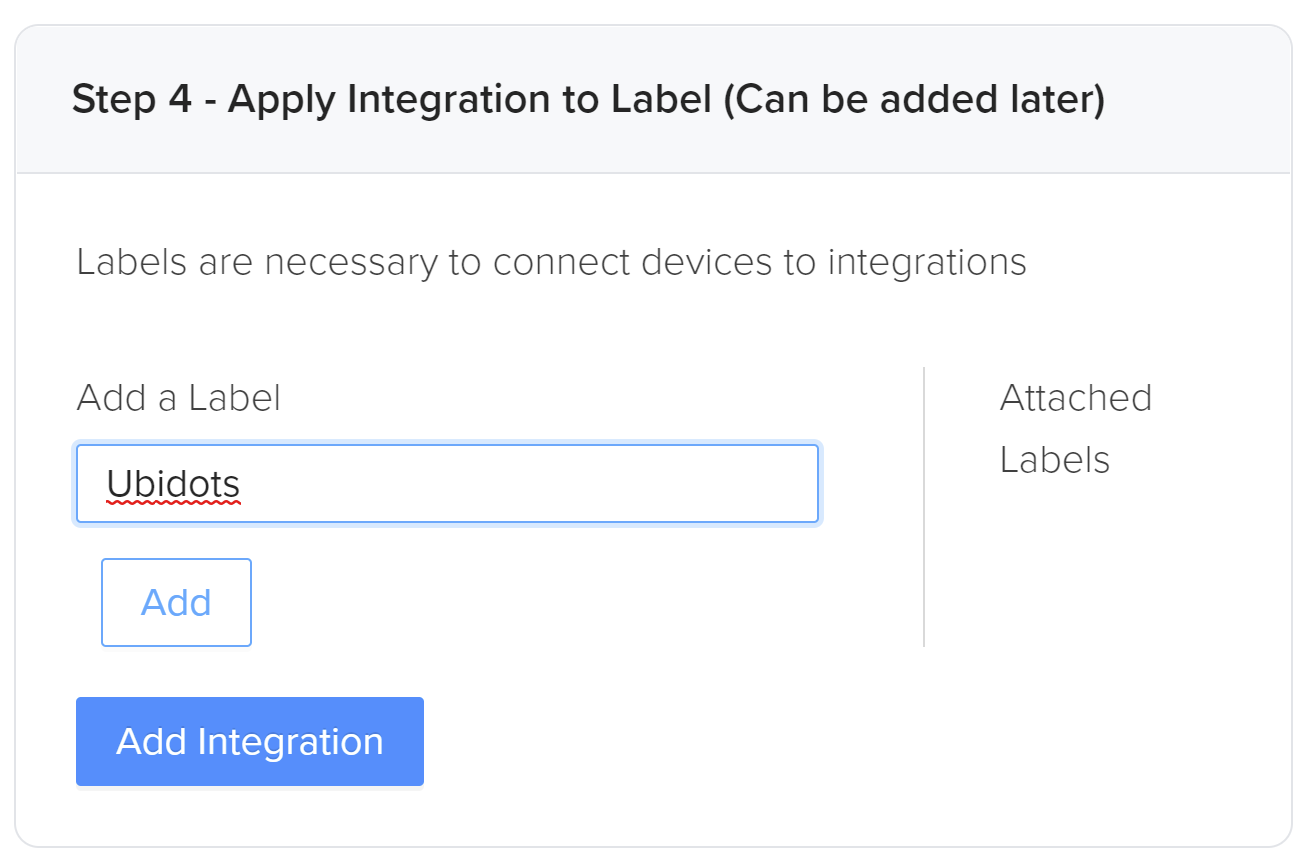 Step 4 - Apply Integration to Label (Can be added later)
Labels are necessary to connect devices to integrations
Add a Label
Ubidots
Add
Attached
Labels
Add Integration